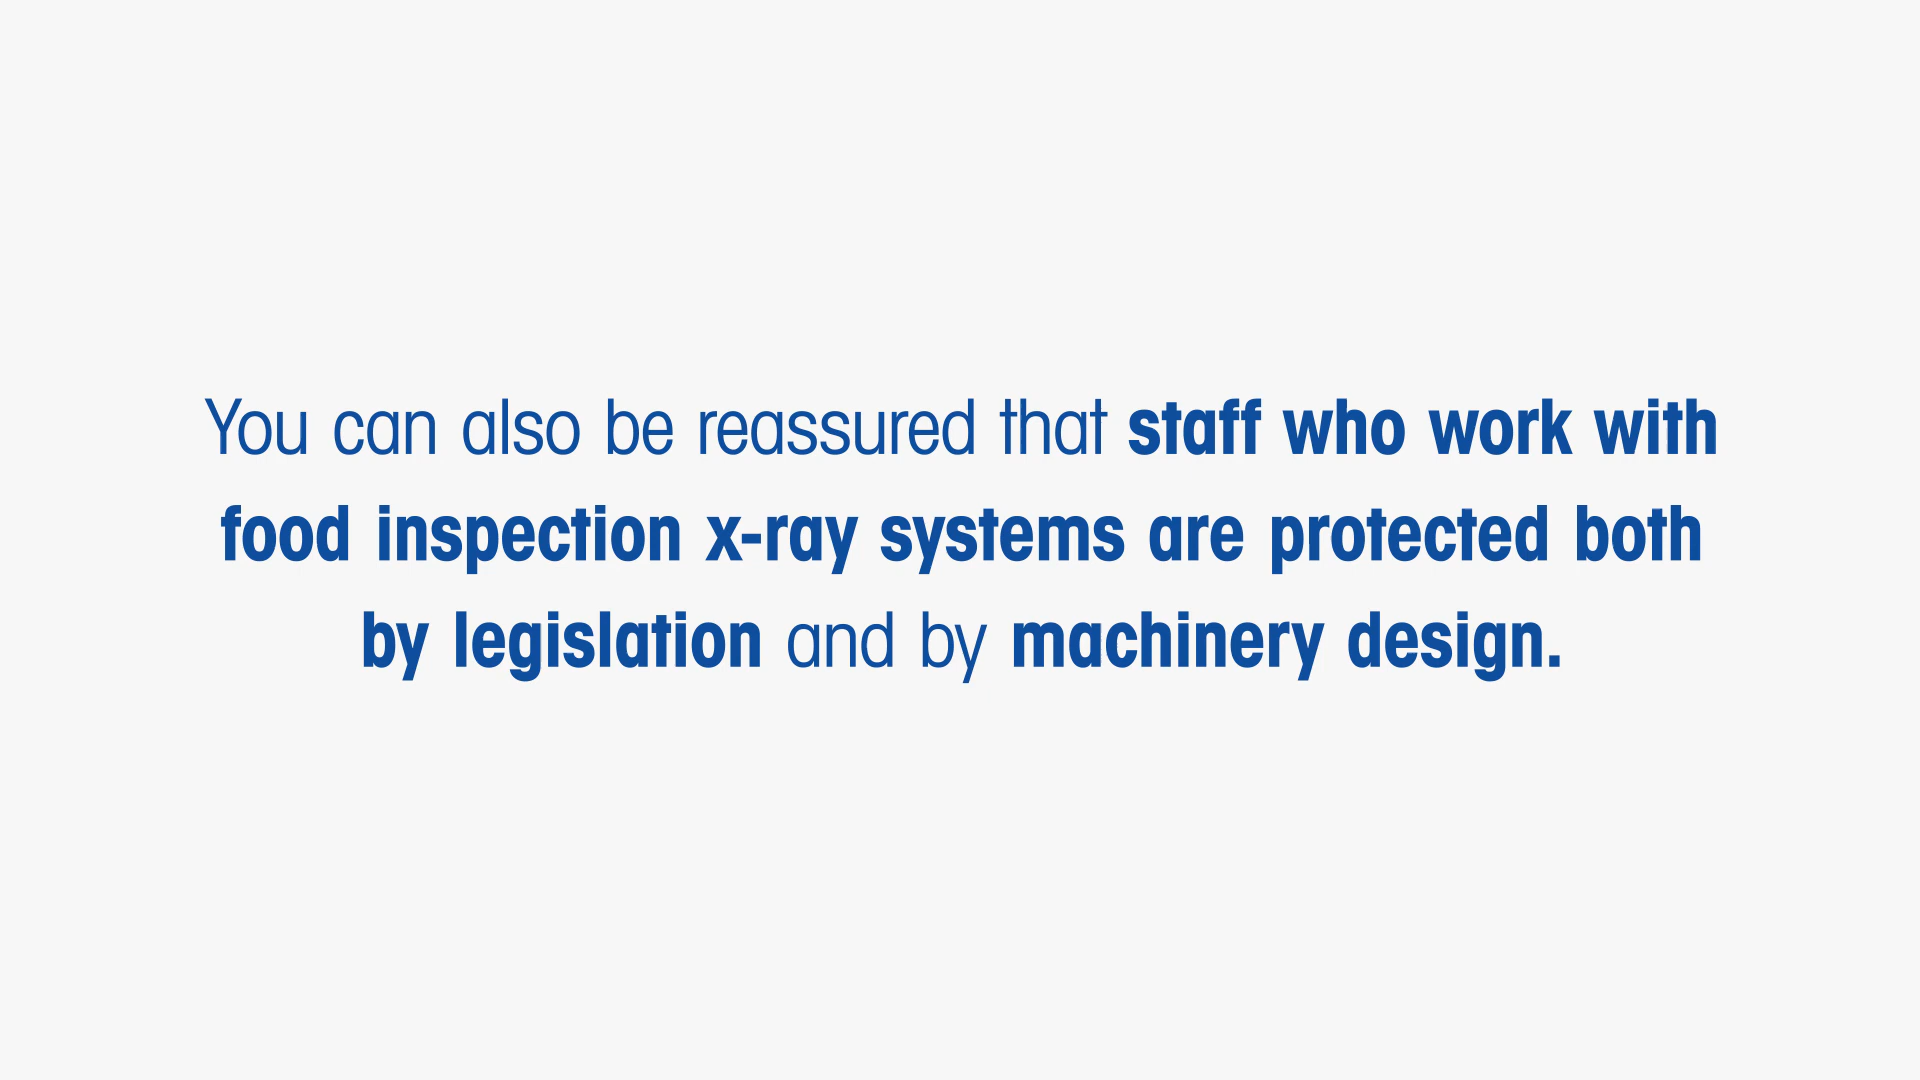 You can also be reassured that staff who work with
food inspection x-ray systems are protected both
by legislation and by machinery design.